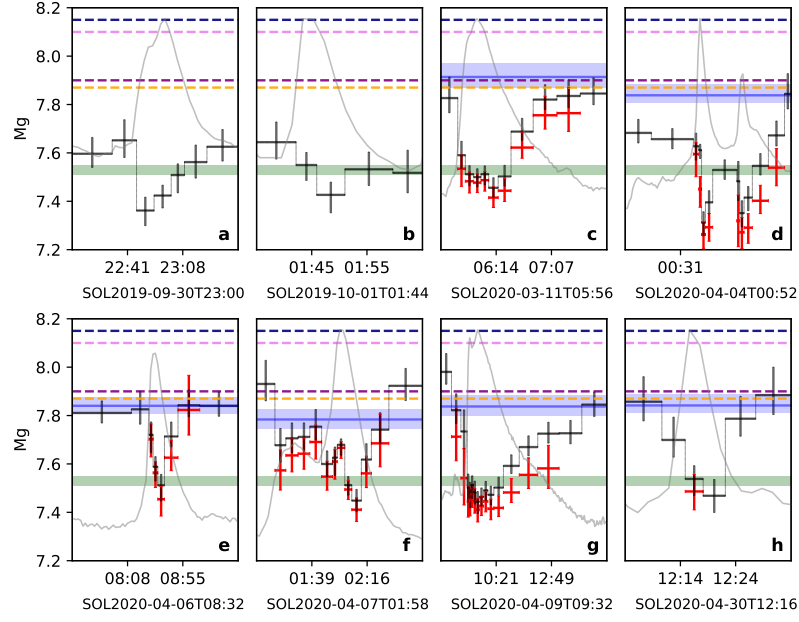 8.2
8.0
7.8
7.6
7.4
7.2
Mg
a
b
c
d
22:41 23:08
01:45 01:55
06:14 07:07
00:31
SOL2019-09-30T23:00
SOL2019-10-01T01:44
SOL2020-03-11T05:56
SOL2020-04-04T00:52
8.2
8.0
7.8
7.6
7.4
7.2
Mg
e
f
g
h
08:08 08:55
01:39 02:16
10:21 12:49
12:14 12:24
SOL2020-04-06T08:32
SOL2020-04-07T01:58
SOL2020-04-09T09:32
SOL2020-04-30T12:16